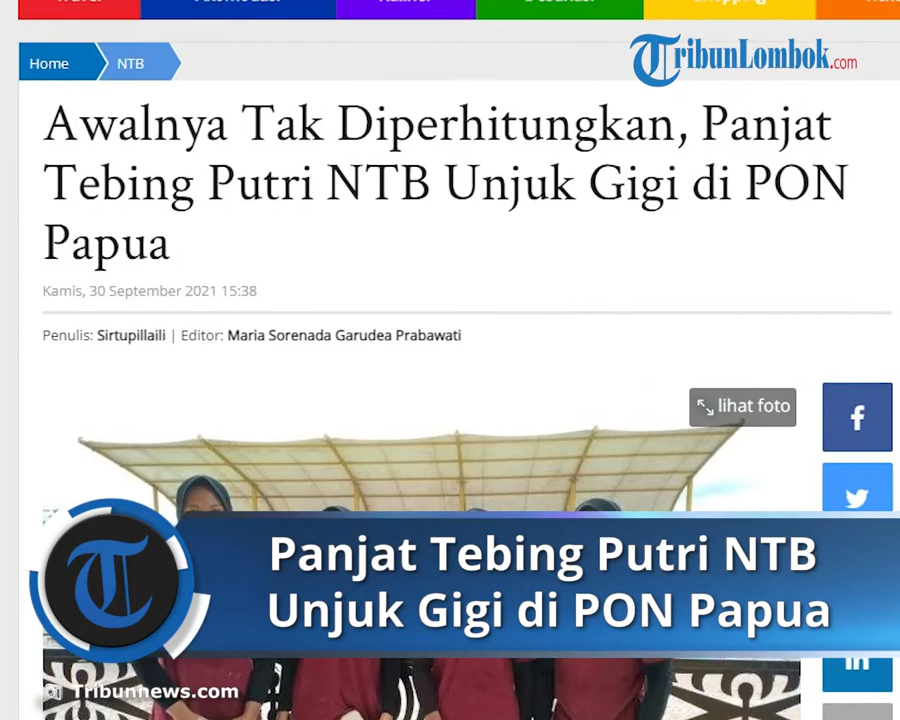 Home
NTB
TribunLombok.com
Awalnya Tak Diperhitungkan, Panjat
Tebing Putri NTB Unjuk Gigi di PON
Papua
Kamis, 30 September 2021 15:38
Penulis: Sirtupillaili | Editor: Maria Sorenada Garudea Prabawati
lihat foto
Panjat Tebing Putri NTB
Unjuk Gigi di PON Papua
Tribunnews.com